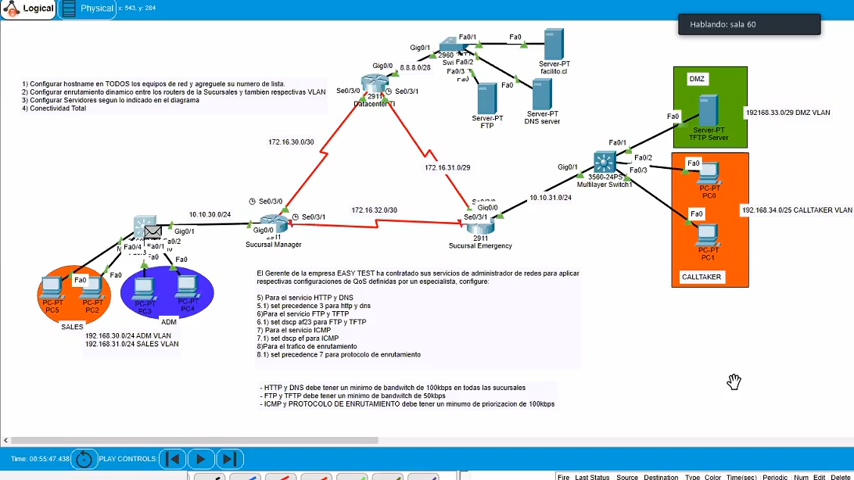 Logical
Physical
x: 543, y: 284
Hablando: sala 60
1) Configurar hostname en TODOS los equipos de red y agreguele su numero de lista.
2) Configurar enrutamiento dinamico entre los routers de la Sucursales y tambien respectivas VLAN
3) Configurar Servidores segun lo indicado en el diagrama
4) Conectividad Total
Gig0/1
Fa0/1
Fa0
Server-PT
facilito.cl
2960
Fa0/2
Fa0/3
Fa0
Fa0
8.8.8.0/28
Gig0/0
Se0/3/0
Se0/3/1
2911
Server-PT
FTP
Server-PT
DNS server
172.16.30.0/30
172.16.31.0/29
172.16.32.0/30
DMZ
Fa0
Server-PT
TFTP Server
192168.33.0/29 DMZ VLAN
Fa0/1
Fa0/2
Fa0/3
Gig0/1
3560-24PS
Multilayer Switch1
Fa0
PC-PT
PC0
Fa0
PC-PT
PC1
CALLTAKER
192.168.34.0/25 CALLTAKER VLAN
10.10.31.0/24
Gig0/0
Se0/3/1
2911
Sucursal Emergency
Se0/3/0
Se0/3/1
Gig0/0
Sucursal Manager
10.10.30.0/24
Gig0/1
Fa0/4
Fa0/1
Fa0/2
Fa0
Fa0
Fa0
Fa0
PC-PT
PC5
PC-PT
PC2
PC-PT
PC3
PC-PT
PC4
SALES
ADM
192.168.30.0/24 ADM VLAN
192.168.31.0/24 SALES VLAN
El Gerente de la empresa EASY TEST ha contratado sus servicios de administrador de redes para aplicar
respectivas configuraciones de QoS definidas por un especialista, configure:
5) Para el servicio HTTP y DNS
5.1) set precedence 3 para http y dns
6)Para el servicio FTP y TFTP
6.1) set dscp af23 para FTP y TFTP
7) Para el servicio ICMP
7.1) set dscp ef para ICMP
8)Para el trafico de enrutamiento
8.1) set precedence 7 para protocolo de enrutamiento
- HTTP y DNS debe tener un minimo de bandwitch de 100kbps en todas las sucursales
- FTP y TFTP debe tener un minimo de bandwitch de 50kbps
- ICMP y PROTOCOLO DE ENRUTAMIENTO debe tener un minumo de priorizacion de 100kbps
Time: 00:55:47.438
PLAY CONTROLS:
Fire Last Status Source Destination Type Color Time(sec) Periodic Num Edit Delete